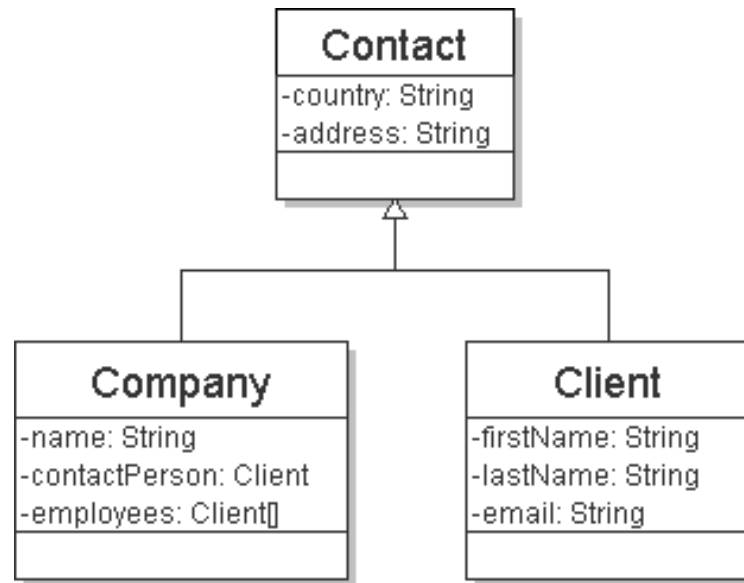 Contact
-country: String
-address: String
Company
-name: String
-contactPerson: Client
-employees: Client[]
Client
-firstName: String
-lastName: String
-email: String